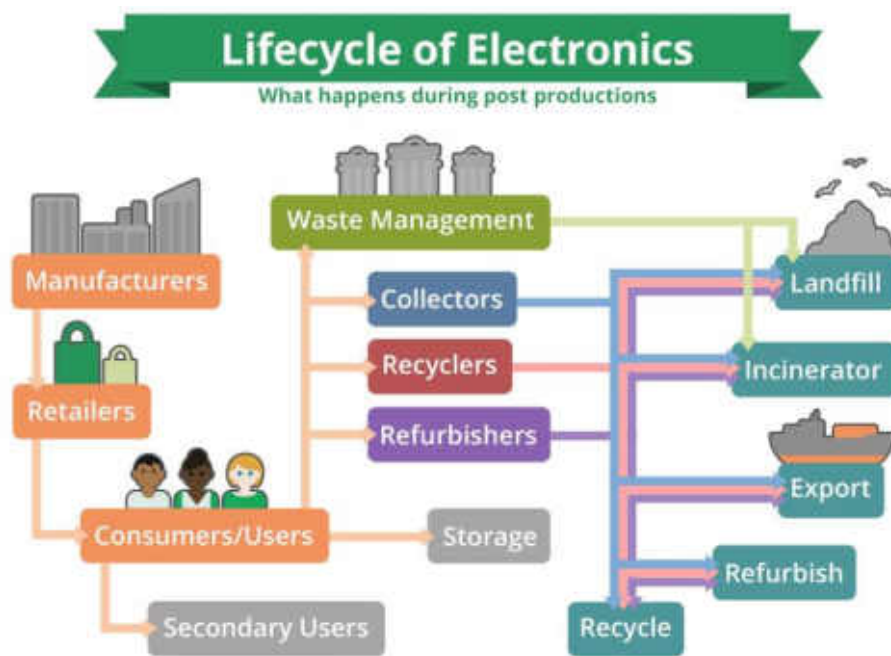 Lifecycle of Electronics
What happens during post productions
Waste Management
Manufacturers
Collectors
Landfill
Recyclers
Incinerator
Retailers
Refurbishers
Export
Consumers/Users
Storage
Refurbish
Secondary Users
Recycle